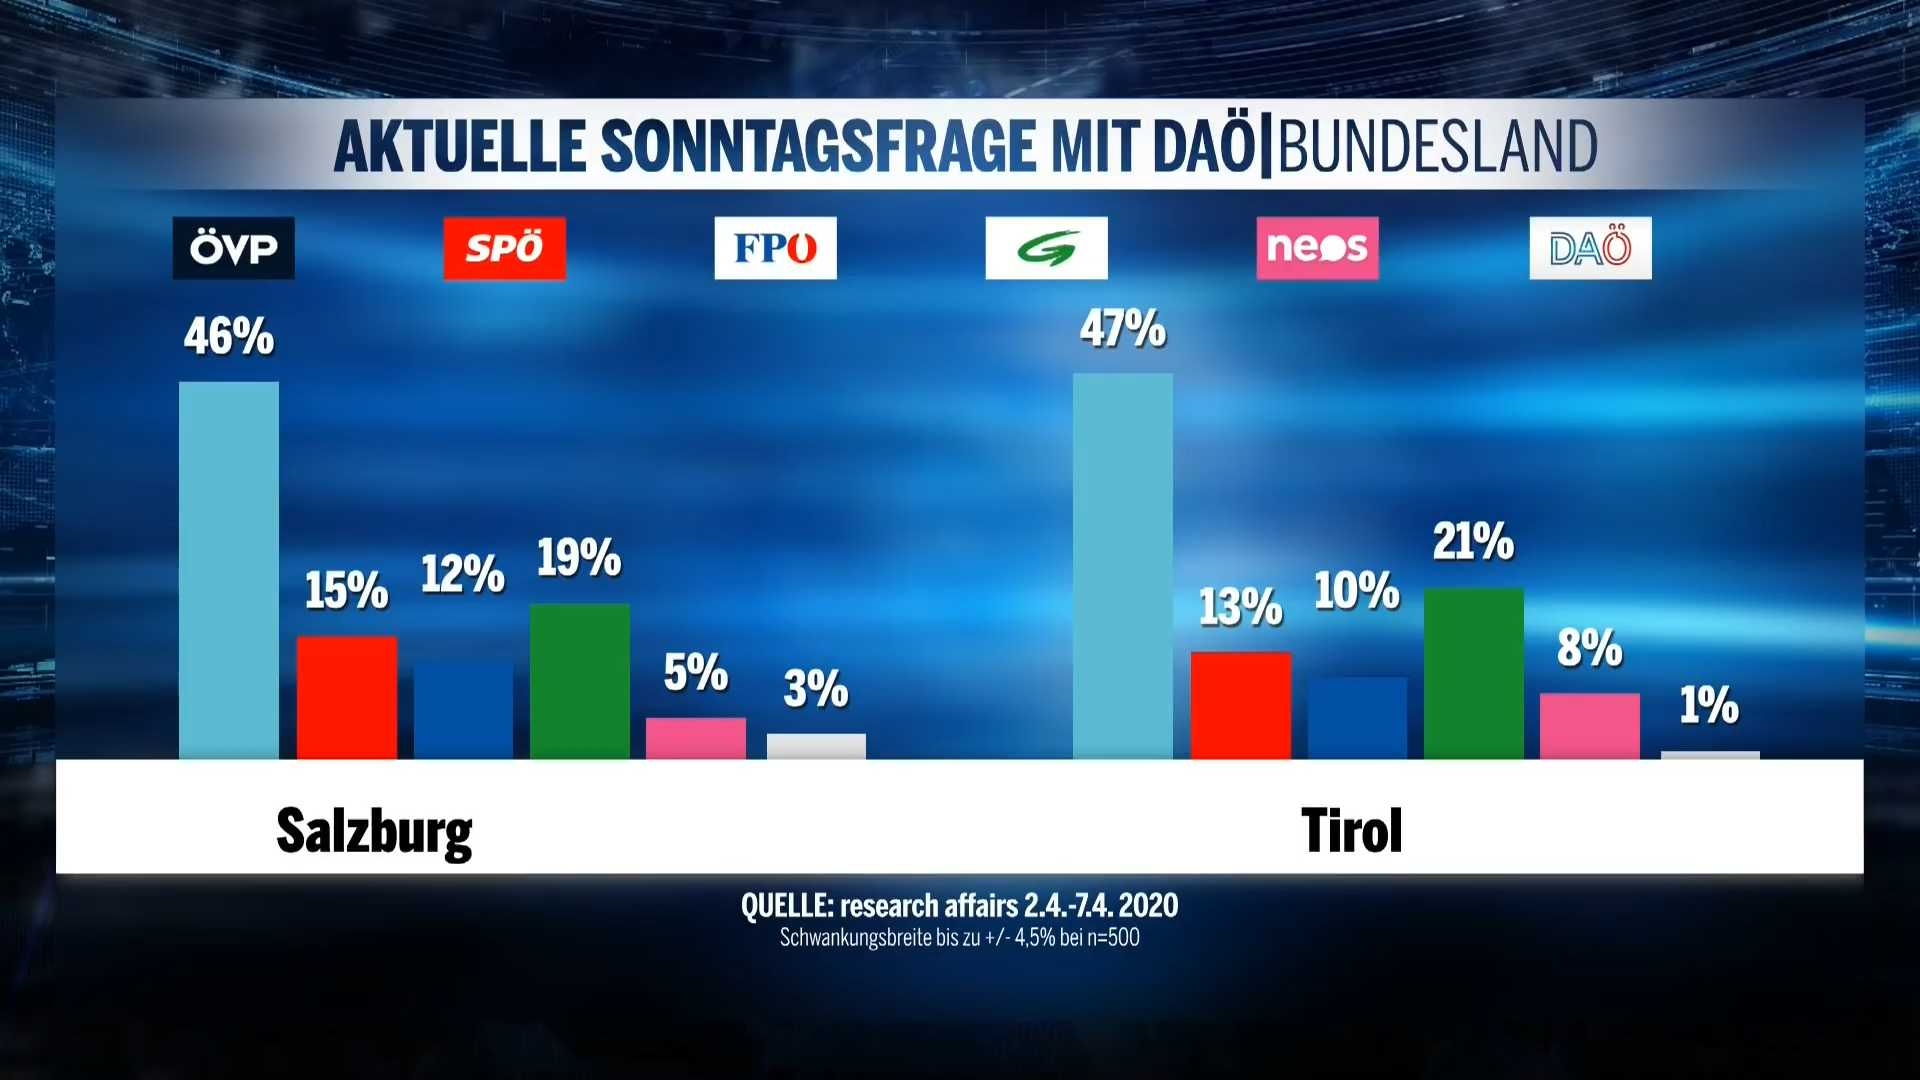 AKTUELLE SONNTAGSFRAGE MIT DAÖ|BUNDESLAND
ÖVP SPÖ FPÖ G neos DAÖ
46% 15% 12% 19% 5% 3%
47% 13% 10% 21% 8% 1%
Salzburg Tirol
QUELLE: research affairs 2.4.-7.4. 2020
Schwankungsbreite bis zu +/- 4,5% bei n=500